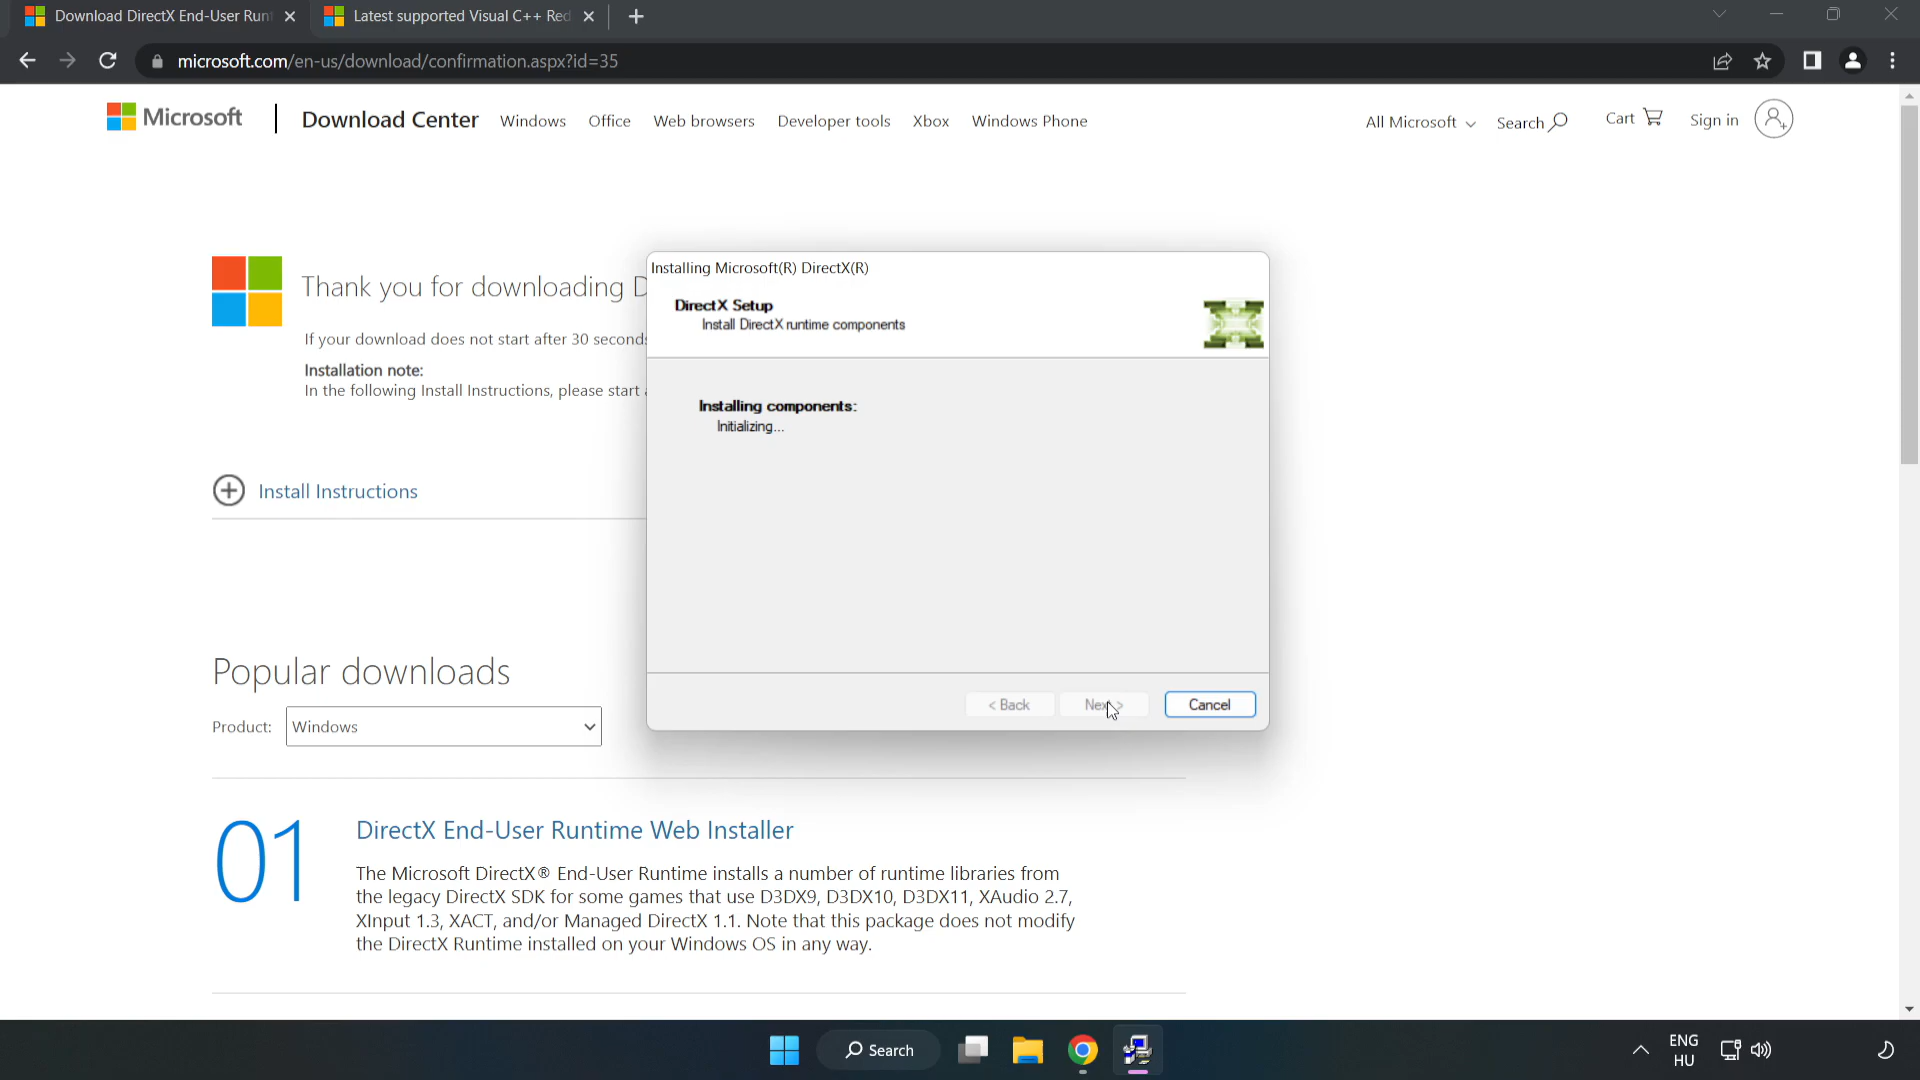 Download DirectX End-User Runt
Latest supported Visual C++ Red
microsoft.com/en-us/download/confirmation.aspx?id=35
Microsoft
Download Center
Windows
Office
Web browsers
Developer tools
Xbox
Windows Phone
All Microsoft
Search
Cart
Sign in
Thank you for downloading D
If your download does not start after 30 seconds
Installation note:
In the following Install Instructions, please start a
Install Instructions
Installing Microsoft(R) DirectX(R)
DirectX Setup
Install DirectX runtime components
Installing components:
Initializing...
< Back
Next >
Cancel
Popular downloads
Product:
Windows
01
DirectX End-User Runtime Web Installer
The Microsoft DirectX® End-User Runtime installs a number of runtime libraries from
the legacy DirectX SDK for some games that use D3DX9, D3DX10, D3DX11, XAudio 2.7,
XInput 1.3, XACT, and/or Managed DirectX 1.1. Note that this package does not modify
the DirectX Runtime installed on your Windows OS in any way.
Search
ENG
HU